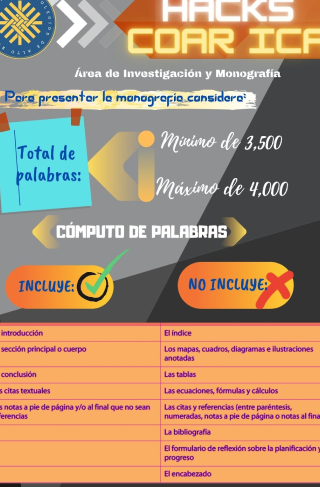 HACKS
COAR ICA
Área de Investigación y Monografía
Para presentar la monografía considera:
Total de
palabras:
Mínimo de 3,500
Máximo de 4,000
CÓMPUTO DE PALABRAS
INCLUYE:
NO INCLUYE:
introducción
El índice
sección principal o cuerpo
Los mapas, cuadros, diagramas e ilustraciones
anotadas
conclusión
Las tablas
s citas textuales
Las ecuaciones, fórmulas y cálculos
s notas a pie de página y/o al final que no sean
ferencias
Las citas y referencias (entre paréntesis,
numeradas, notas a pie de página o notas al fina
La bibliografía
El formulario de reflexión sobre la planificación y
progreso
El encabezado